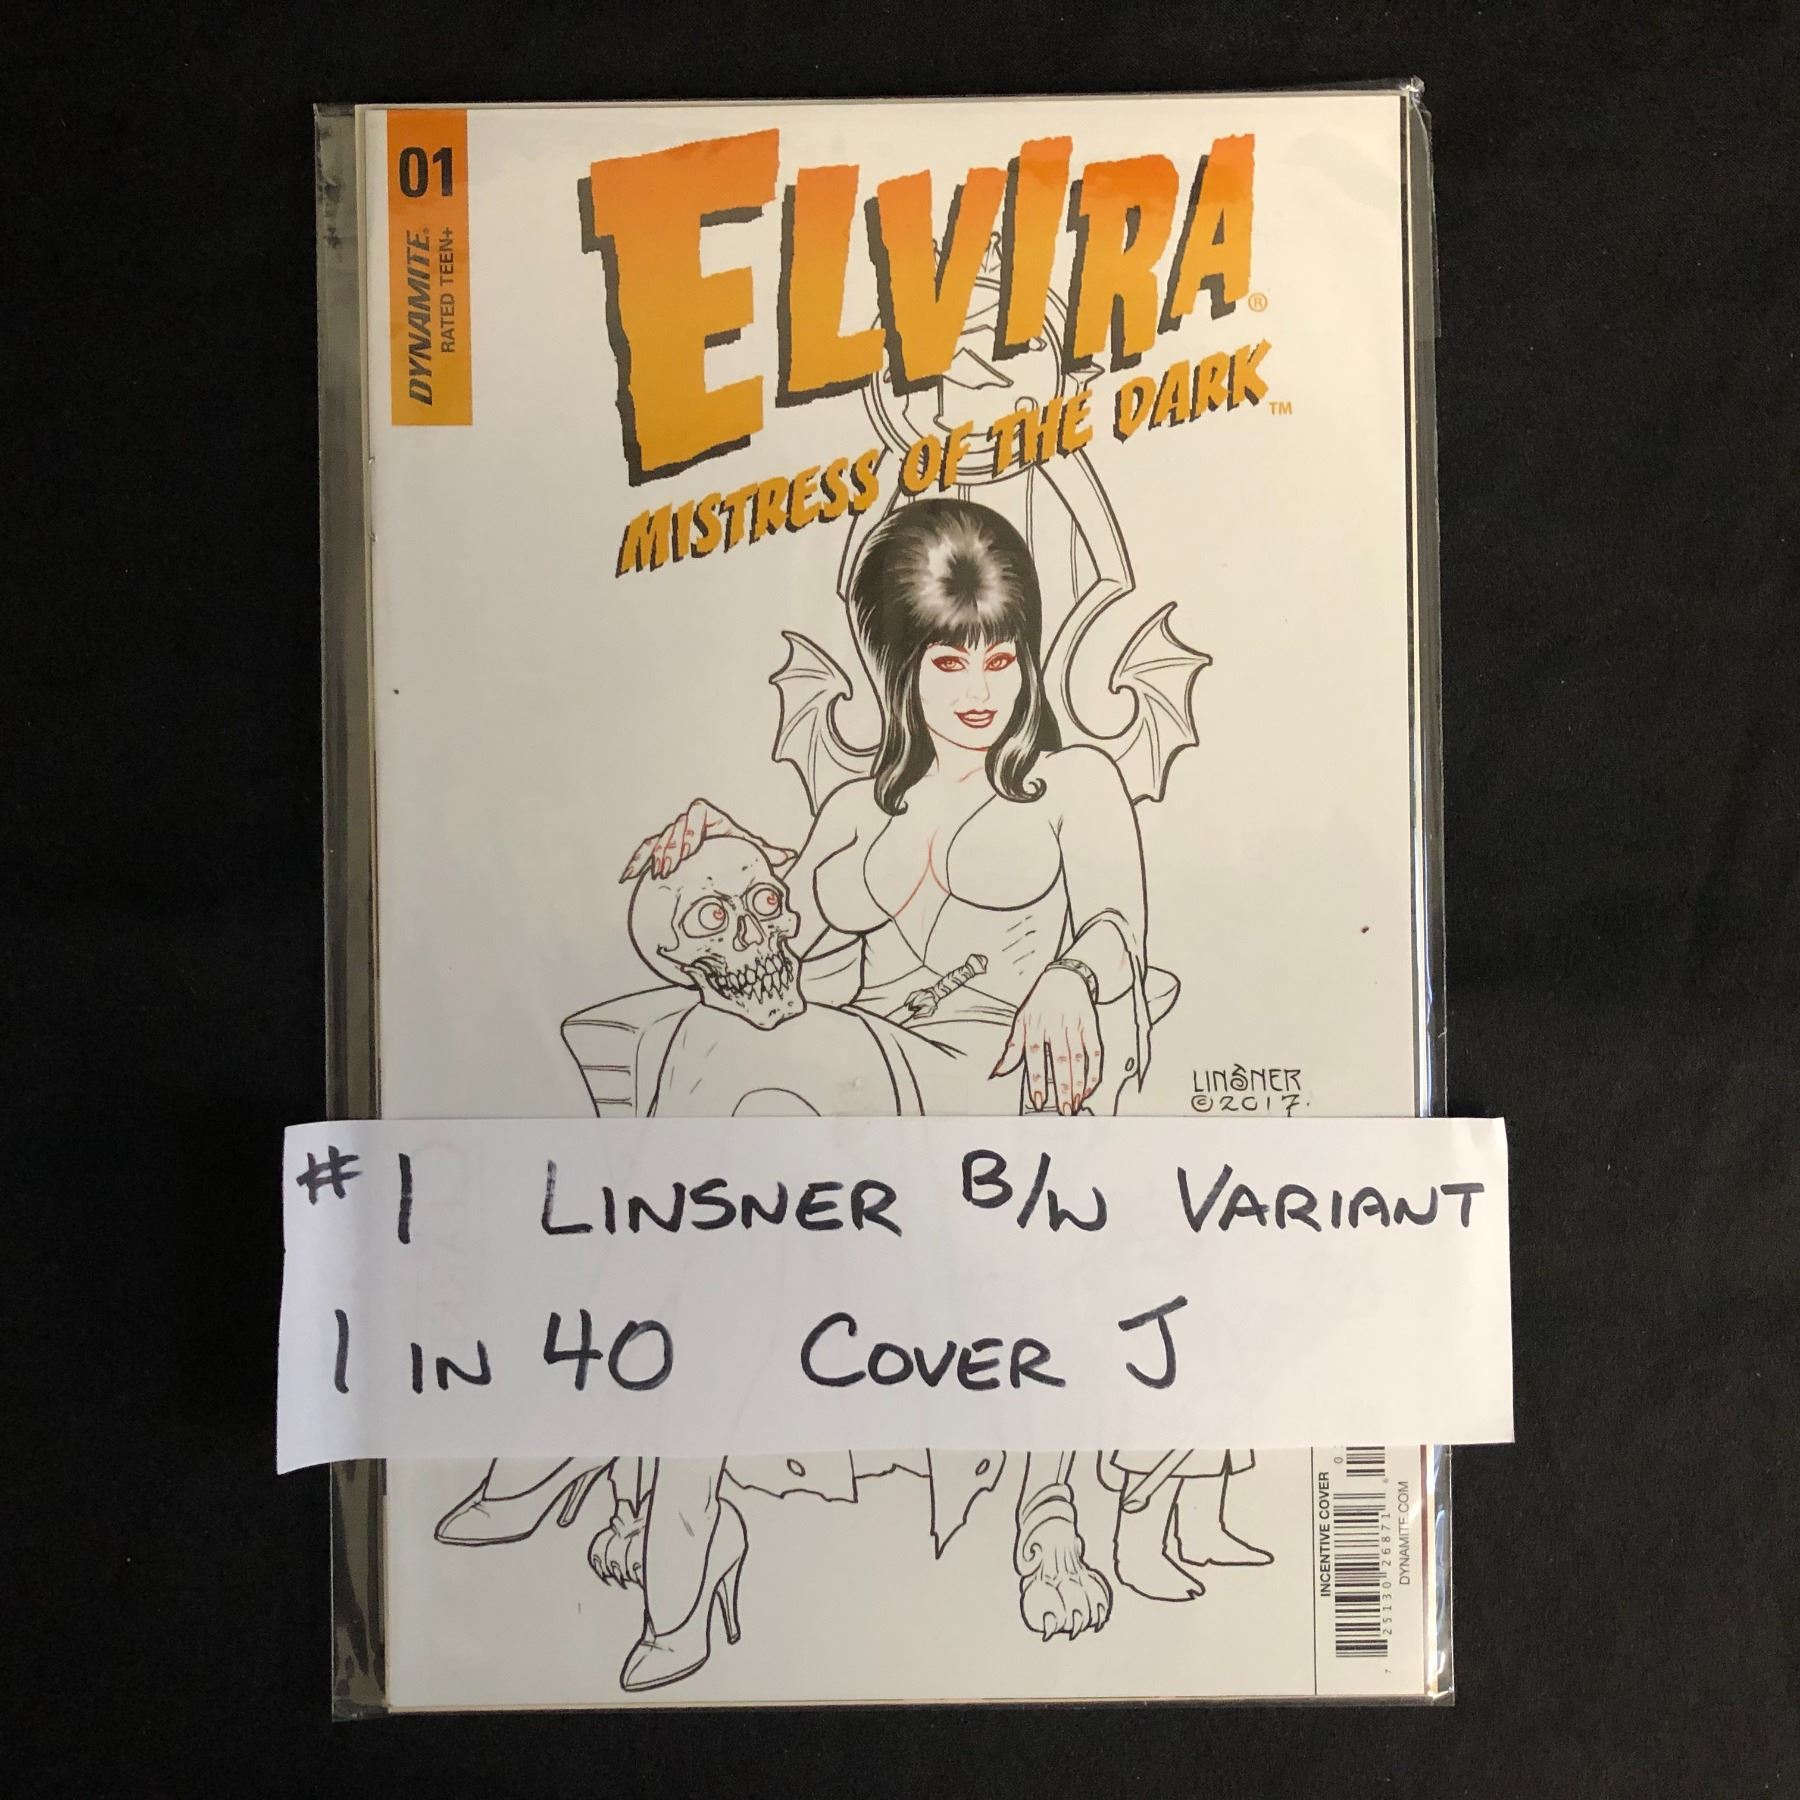 01
DYNAMITE.
RATED TEEN+
ELVIRA®
MISTRESS OF THE DARK™
LINSNER
©2017.
#1 LINSNER B/W VARIANT
1 IN 40 COVER J
INCENTIVE COVER
DYNAMITE.COM